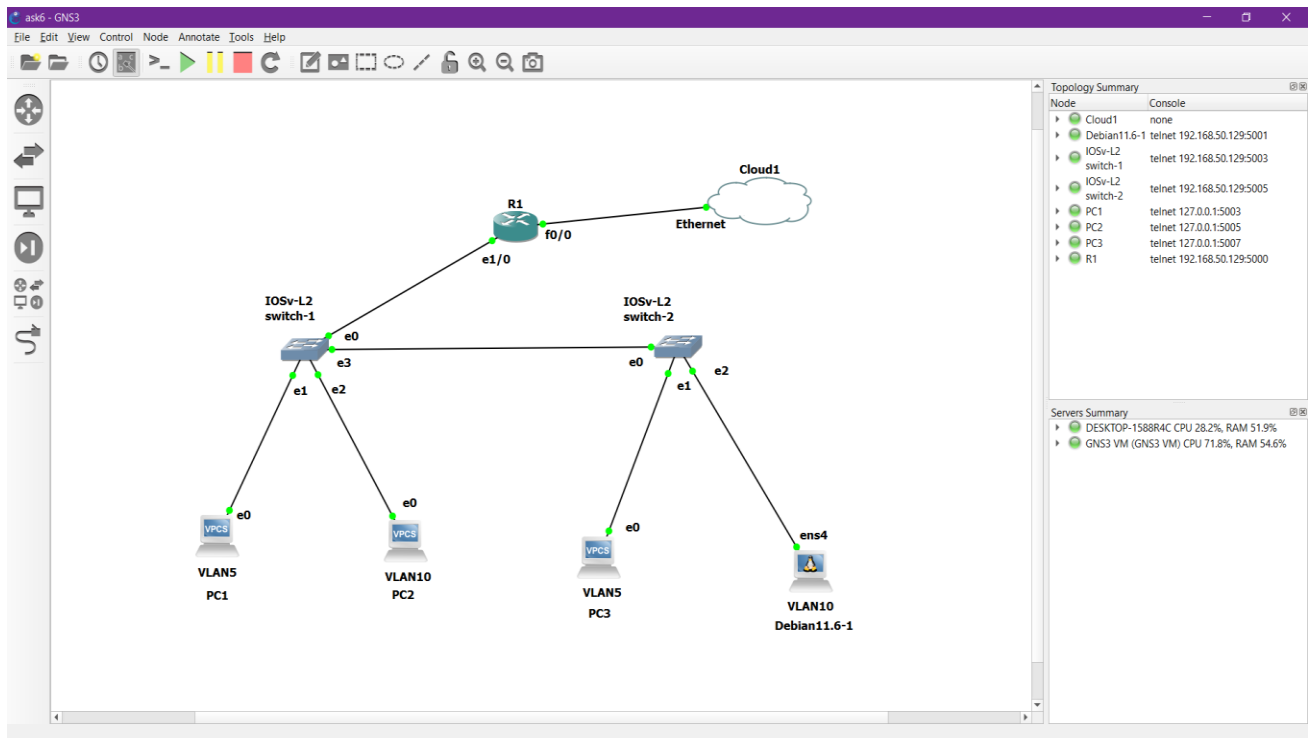 ask6 - GNS3
File Edit View Control Node Annotate Tools Help
Topology Summary
Node Console
Cloud1 none
Debian11.6-1 telnet 192.168.50.129:5001
IOSv-L2 switch-1 telnet 192.168.50.129:5003
IOSv-L2 switch-2 telnet 192.168.50.129:5005
PC1 telnet 127.0.0.1:5003
PC2 telnet 127.0.0.1:5005
PC3 telnet 127.0.0.1:5007
R1 telnet 192.168.50.129:5000
Cloud1
R1
Ethernet
f0/0
e1/0
IOSv-L2
switch-1
IOSv-L2
switch-2
e0
e3
e0
e1
e2
e1
e2
e0
e0
e0
ens4
VPCS
VPCS
VPCS
VLAN5
PC1
VLAN10
PC2
VLAN5
PC3
VLAN10
Debian11.6-1
Servers Summary
DESKTOP-1588R4C CPU 28.2%, RAM 51.9%
GNS3 VM (GNS3 VM) CPU 71.8%, RAM 54.6%